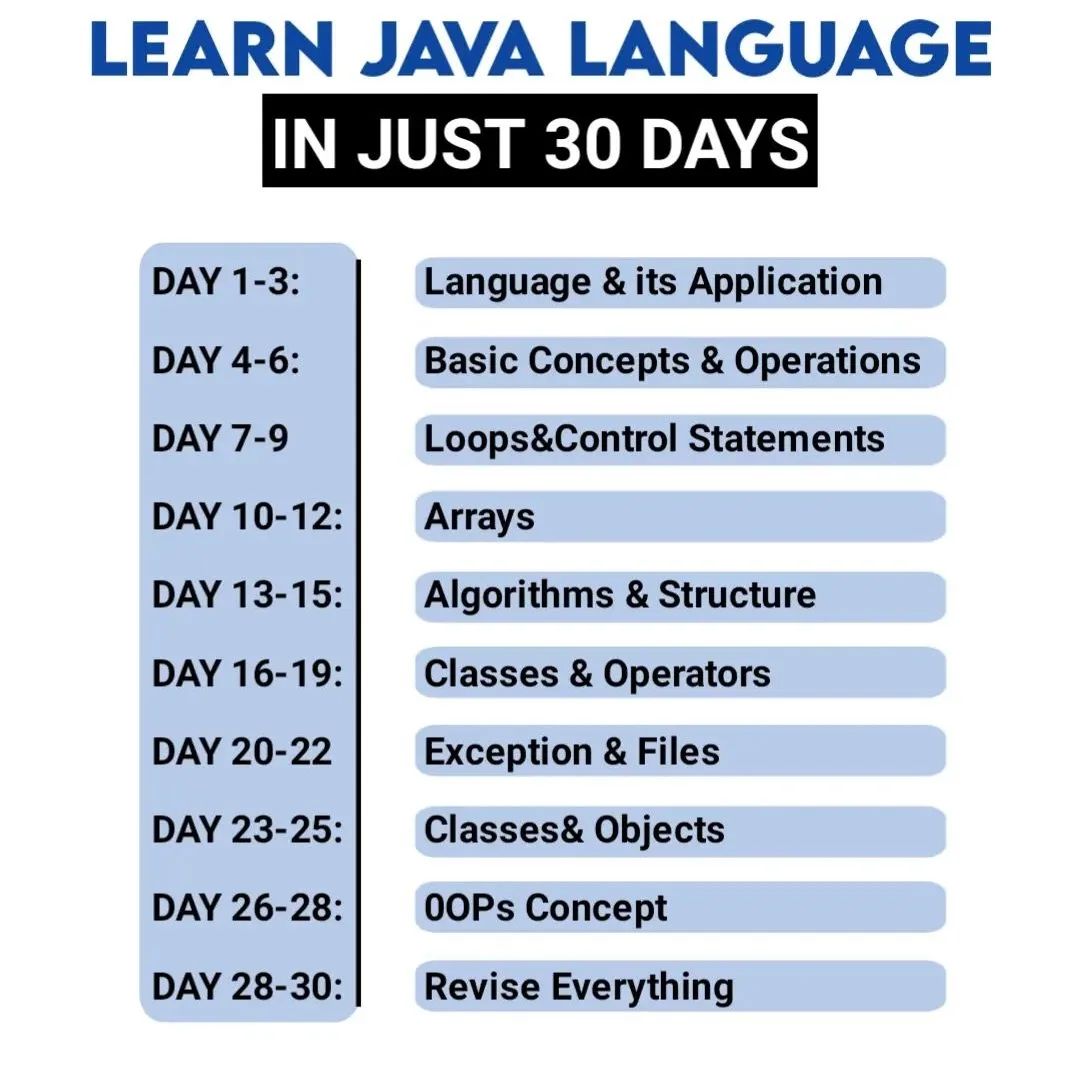 LEARN JAVA LANGUAGE
IN JUST 30 DAYS
DAY 1-3: Language & its Application
DAY 4-6: Basic Concepts & Operations
DAY 7-9 Loops&Control Statements
DAY 10-12: Arrays
DAY 13-15: Algorithms & Structure
DAY 16-19: Classes & Operators
DAY 20-22 Exception & Files
DAY 23-25: Classes& Objects
DAY 26-28: 0OPs Concept
DAY 28-30: Revise Everything